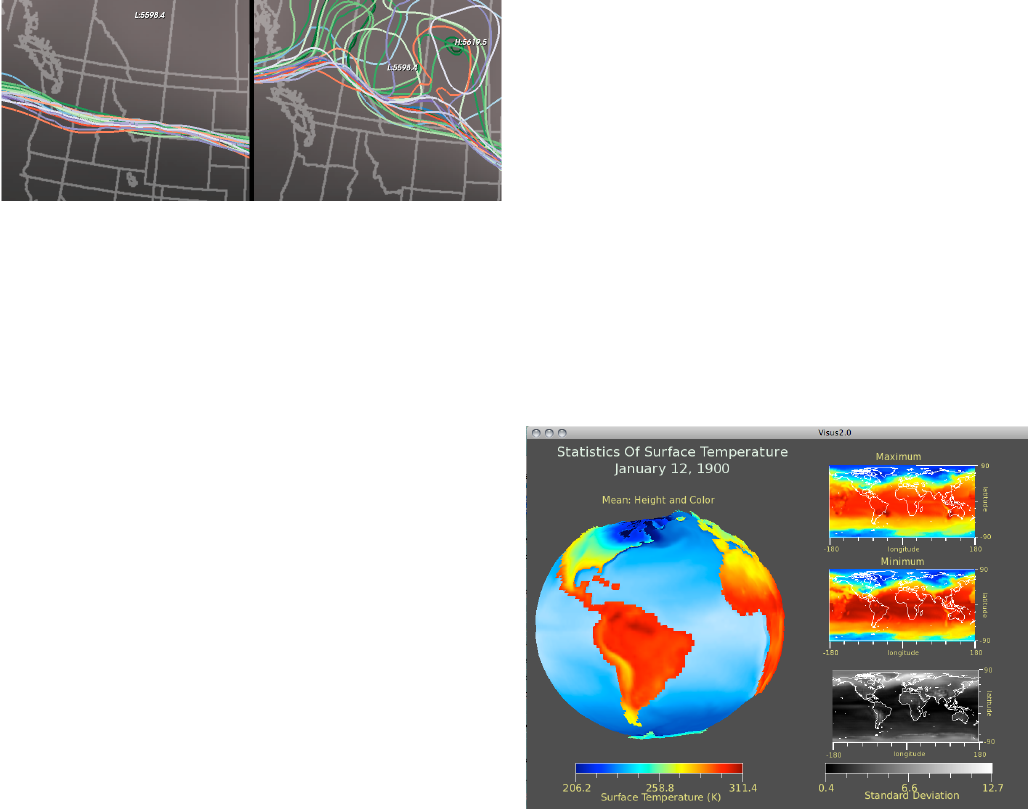 L:5598.4
H:5619.5
L:5598.4
Visus2.0
Statistics Of Surface Temperature
January 12, 1900
Mean: Height and Color
Maximum
90
latitude
-90
-180
longitude
180
Minimum
90
latitude
-90
-180
longitude
180
90
latitude
-90
-180
longitude
180
206.2
258.8
311.4
Surface Temperature (K)
0.4
6.6
12.7
Standard Deviation